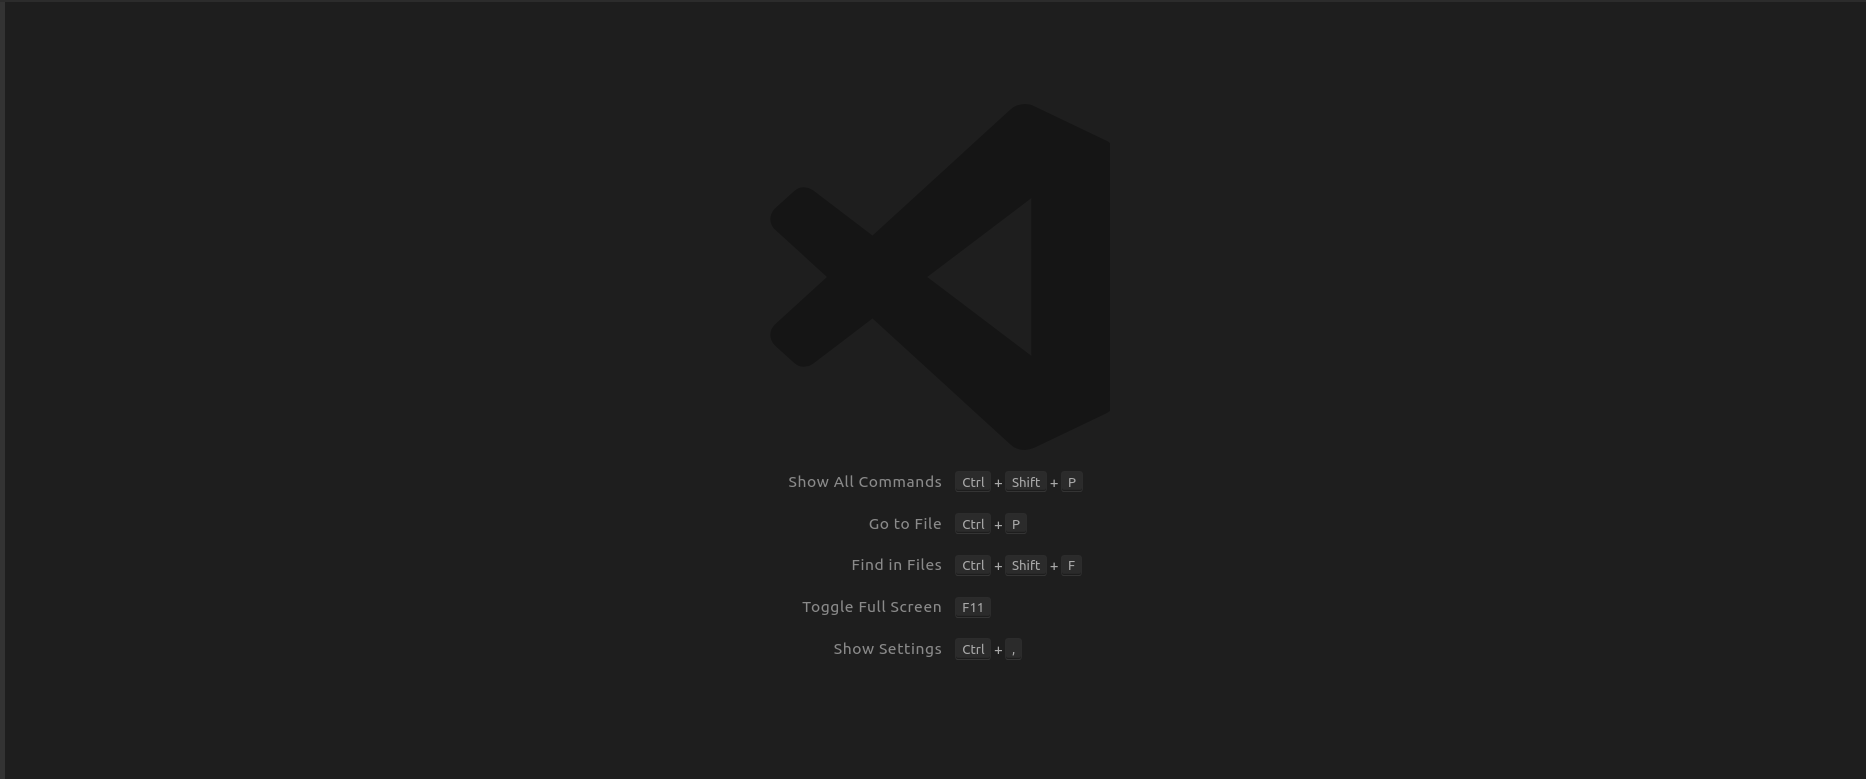 Show All Commands Ctrl + Shift + P
Go to File Ctrl + P
Find in Files Ctrl + Shift + F
Toggle Full Screen F11
Show Settings Ctrl + ,